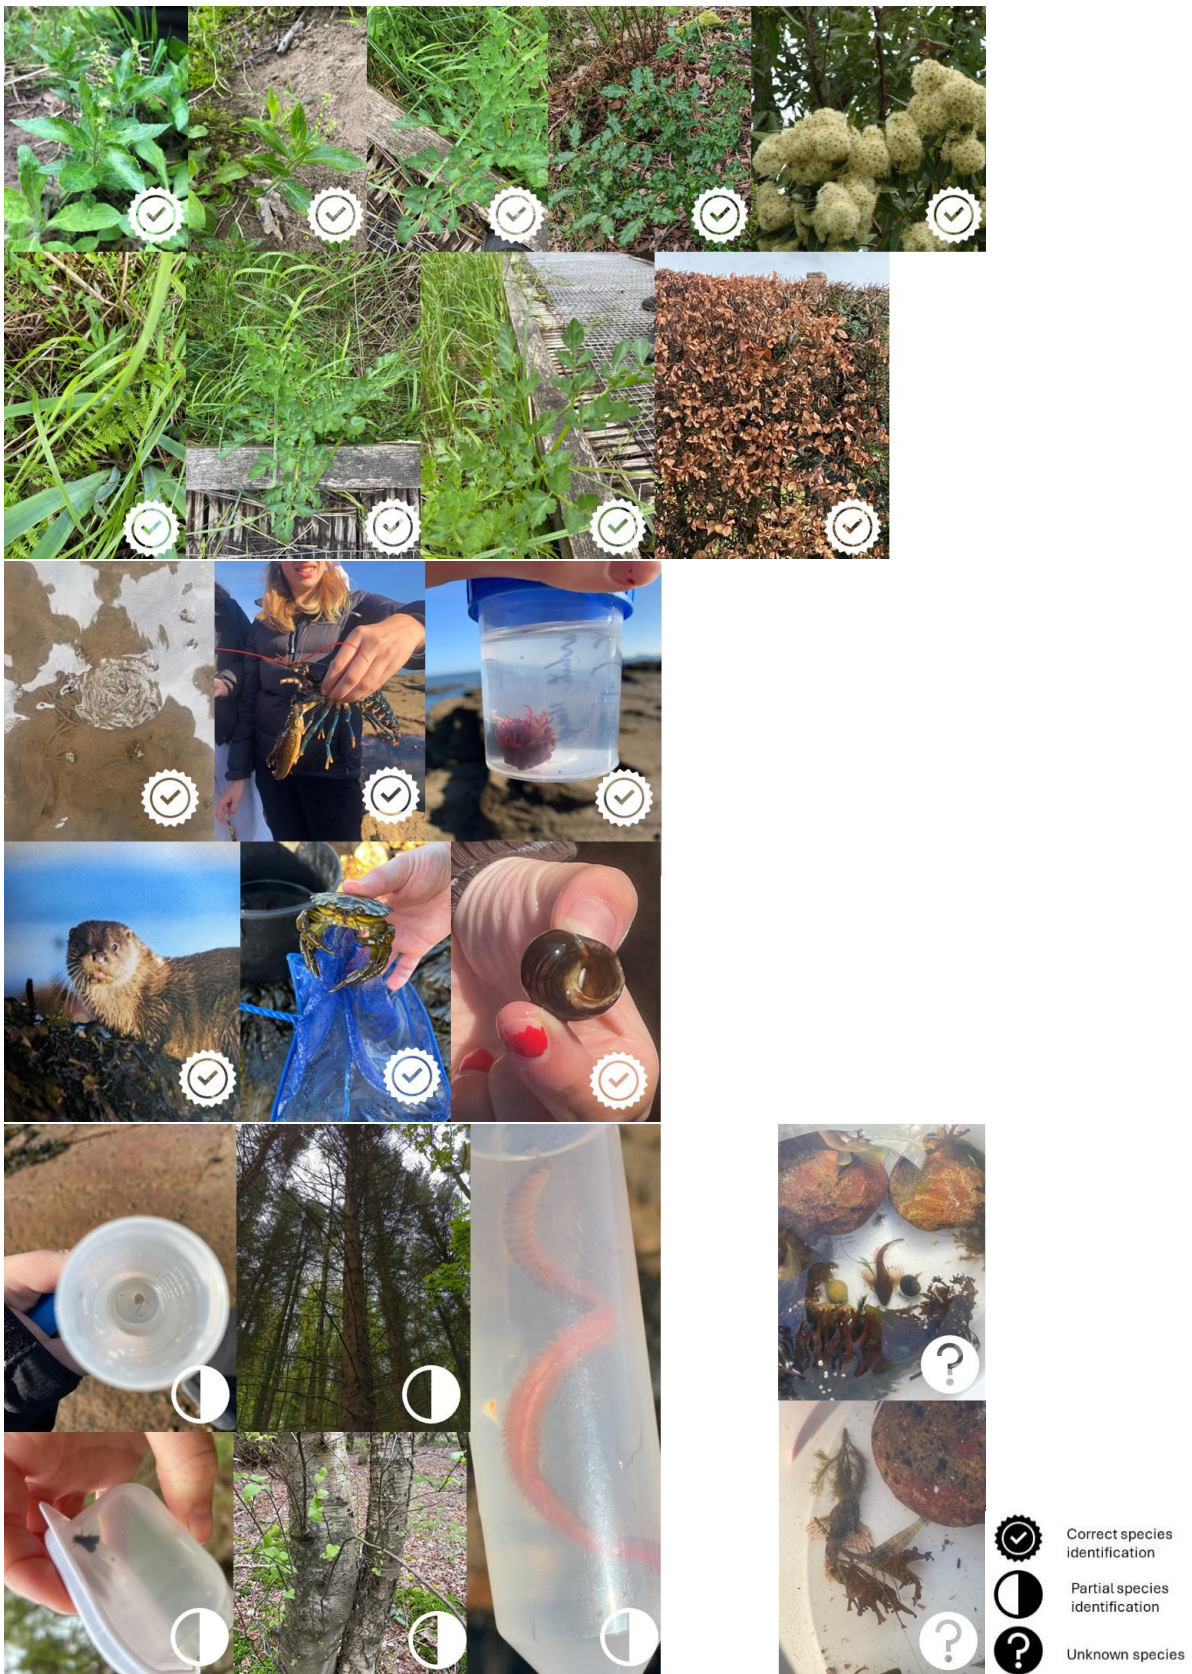 Correct species
identification
Partial species
identification
Unknown species